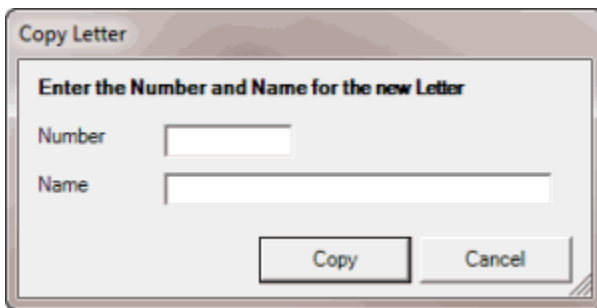 Copy Letter
Enter the Number and Name for the new Letter
Number
Name
Copy Cancel